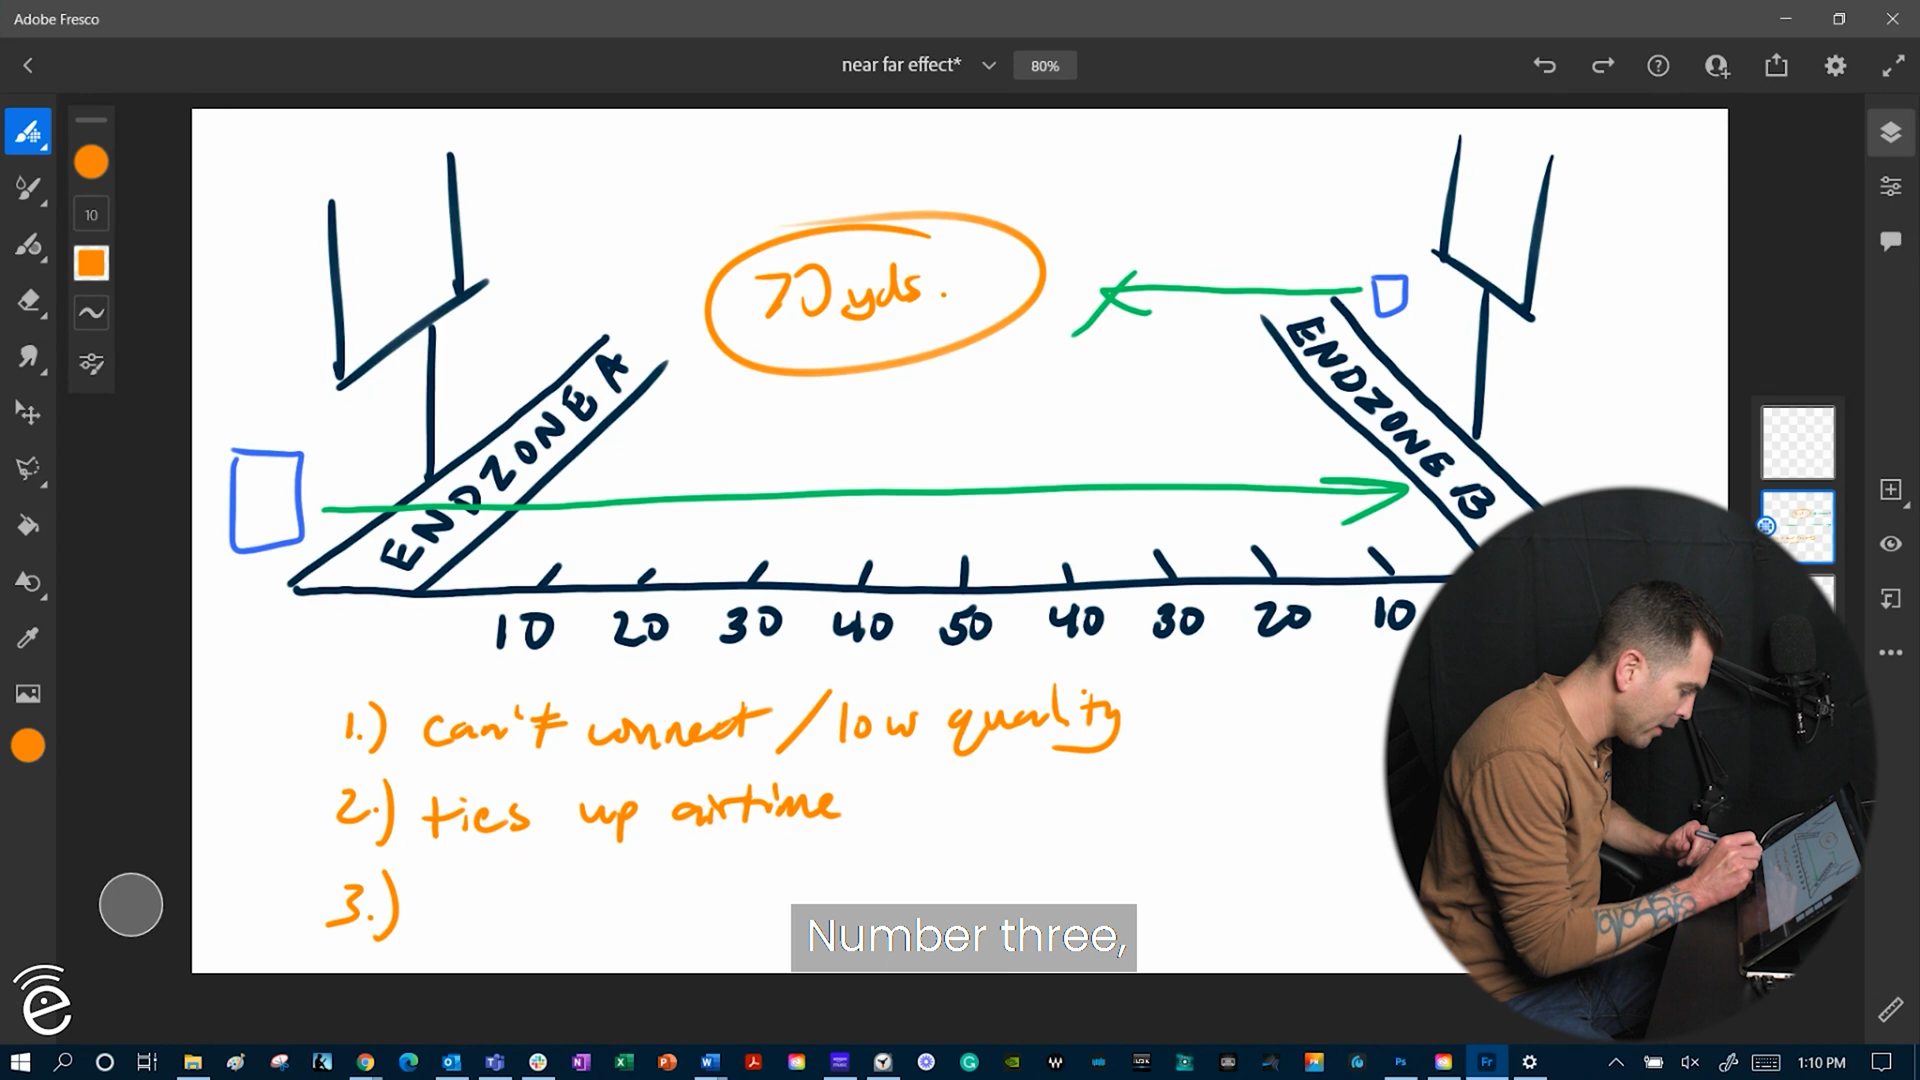 Adobe Fresco
near far effect*
80%
10
70 yds.
ENDZONE A
ENDZONE B
10 20 30 40 50 40 30 20 10
1.) can't connect / low quality
2.) ties up airtime
3.)
Number three,
1:10 PM